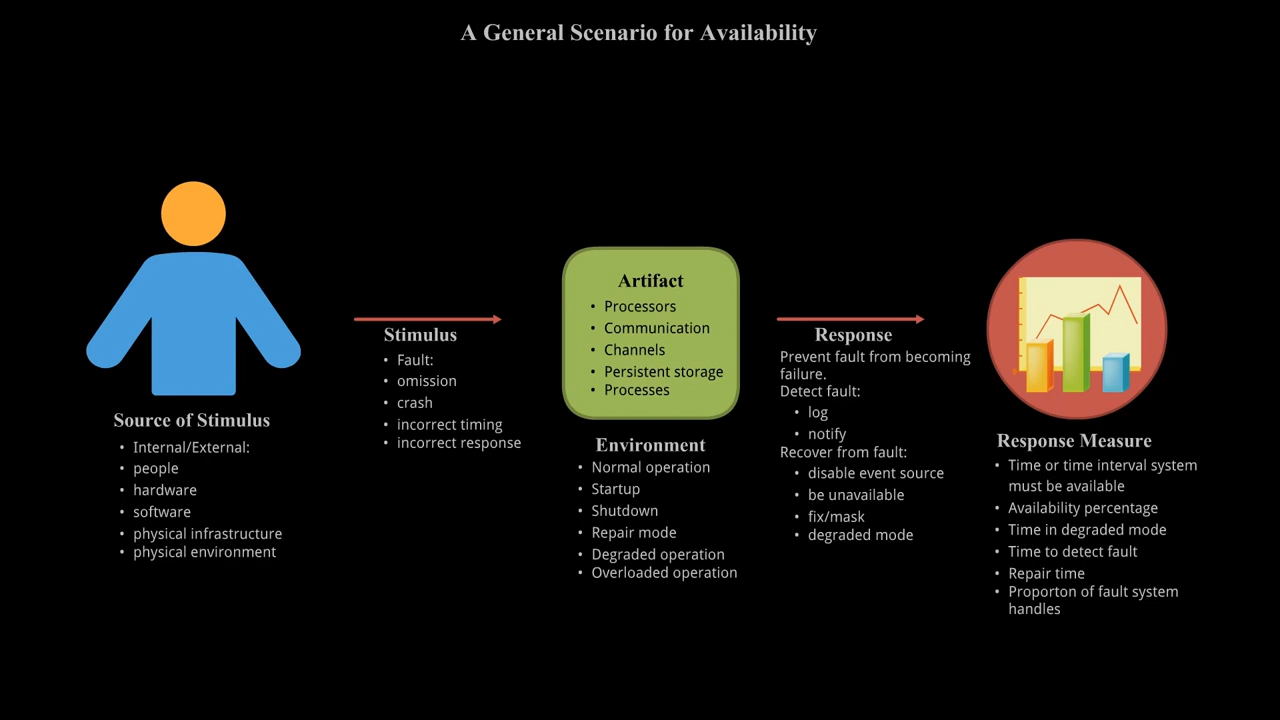 A General Scenario for Availability
Source of Stimulus
• Internal/External:
• people
• hardware
• software
• physical infrastructure
• physical environment
Stimulus
• Fault:
• omission
• crash
• incorrect timing
• incorrect response
Artifact
• Processors
• Communication
• Channels
• Persistent storage
• Processes
Environment
• Normal operation
• Startup
• Shutdown
• Repair mode
• Degraded operation
• Overloaded operation
Response
Prevent fault from becoming
failure.
Detect fault:
• log
• notify
Recover from fault:
• disable event source
• be unavailable
• fix/mask
• degraded mode
Response Measure
• Time or time interval system
must be available
• Availability percentage
• Time in degraded mode
• Time to detect fault
• Repair time
• Proporton of fault system
handles